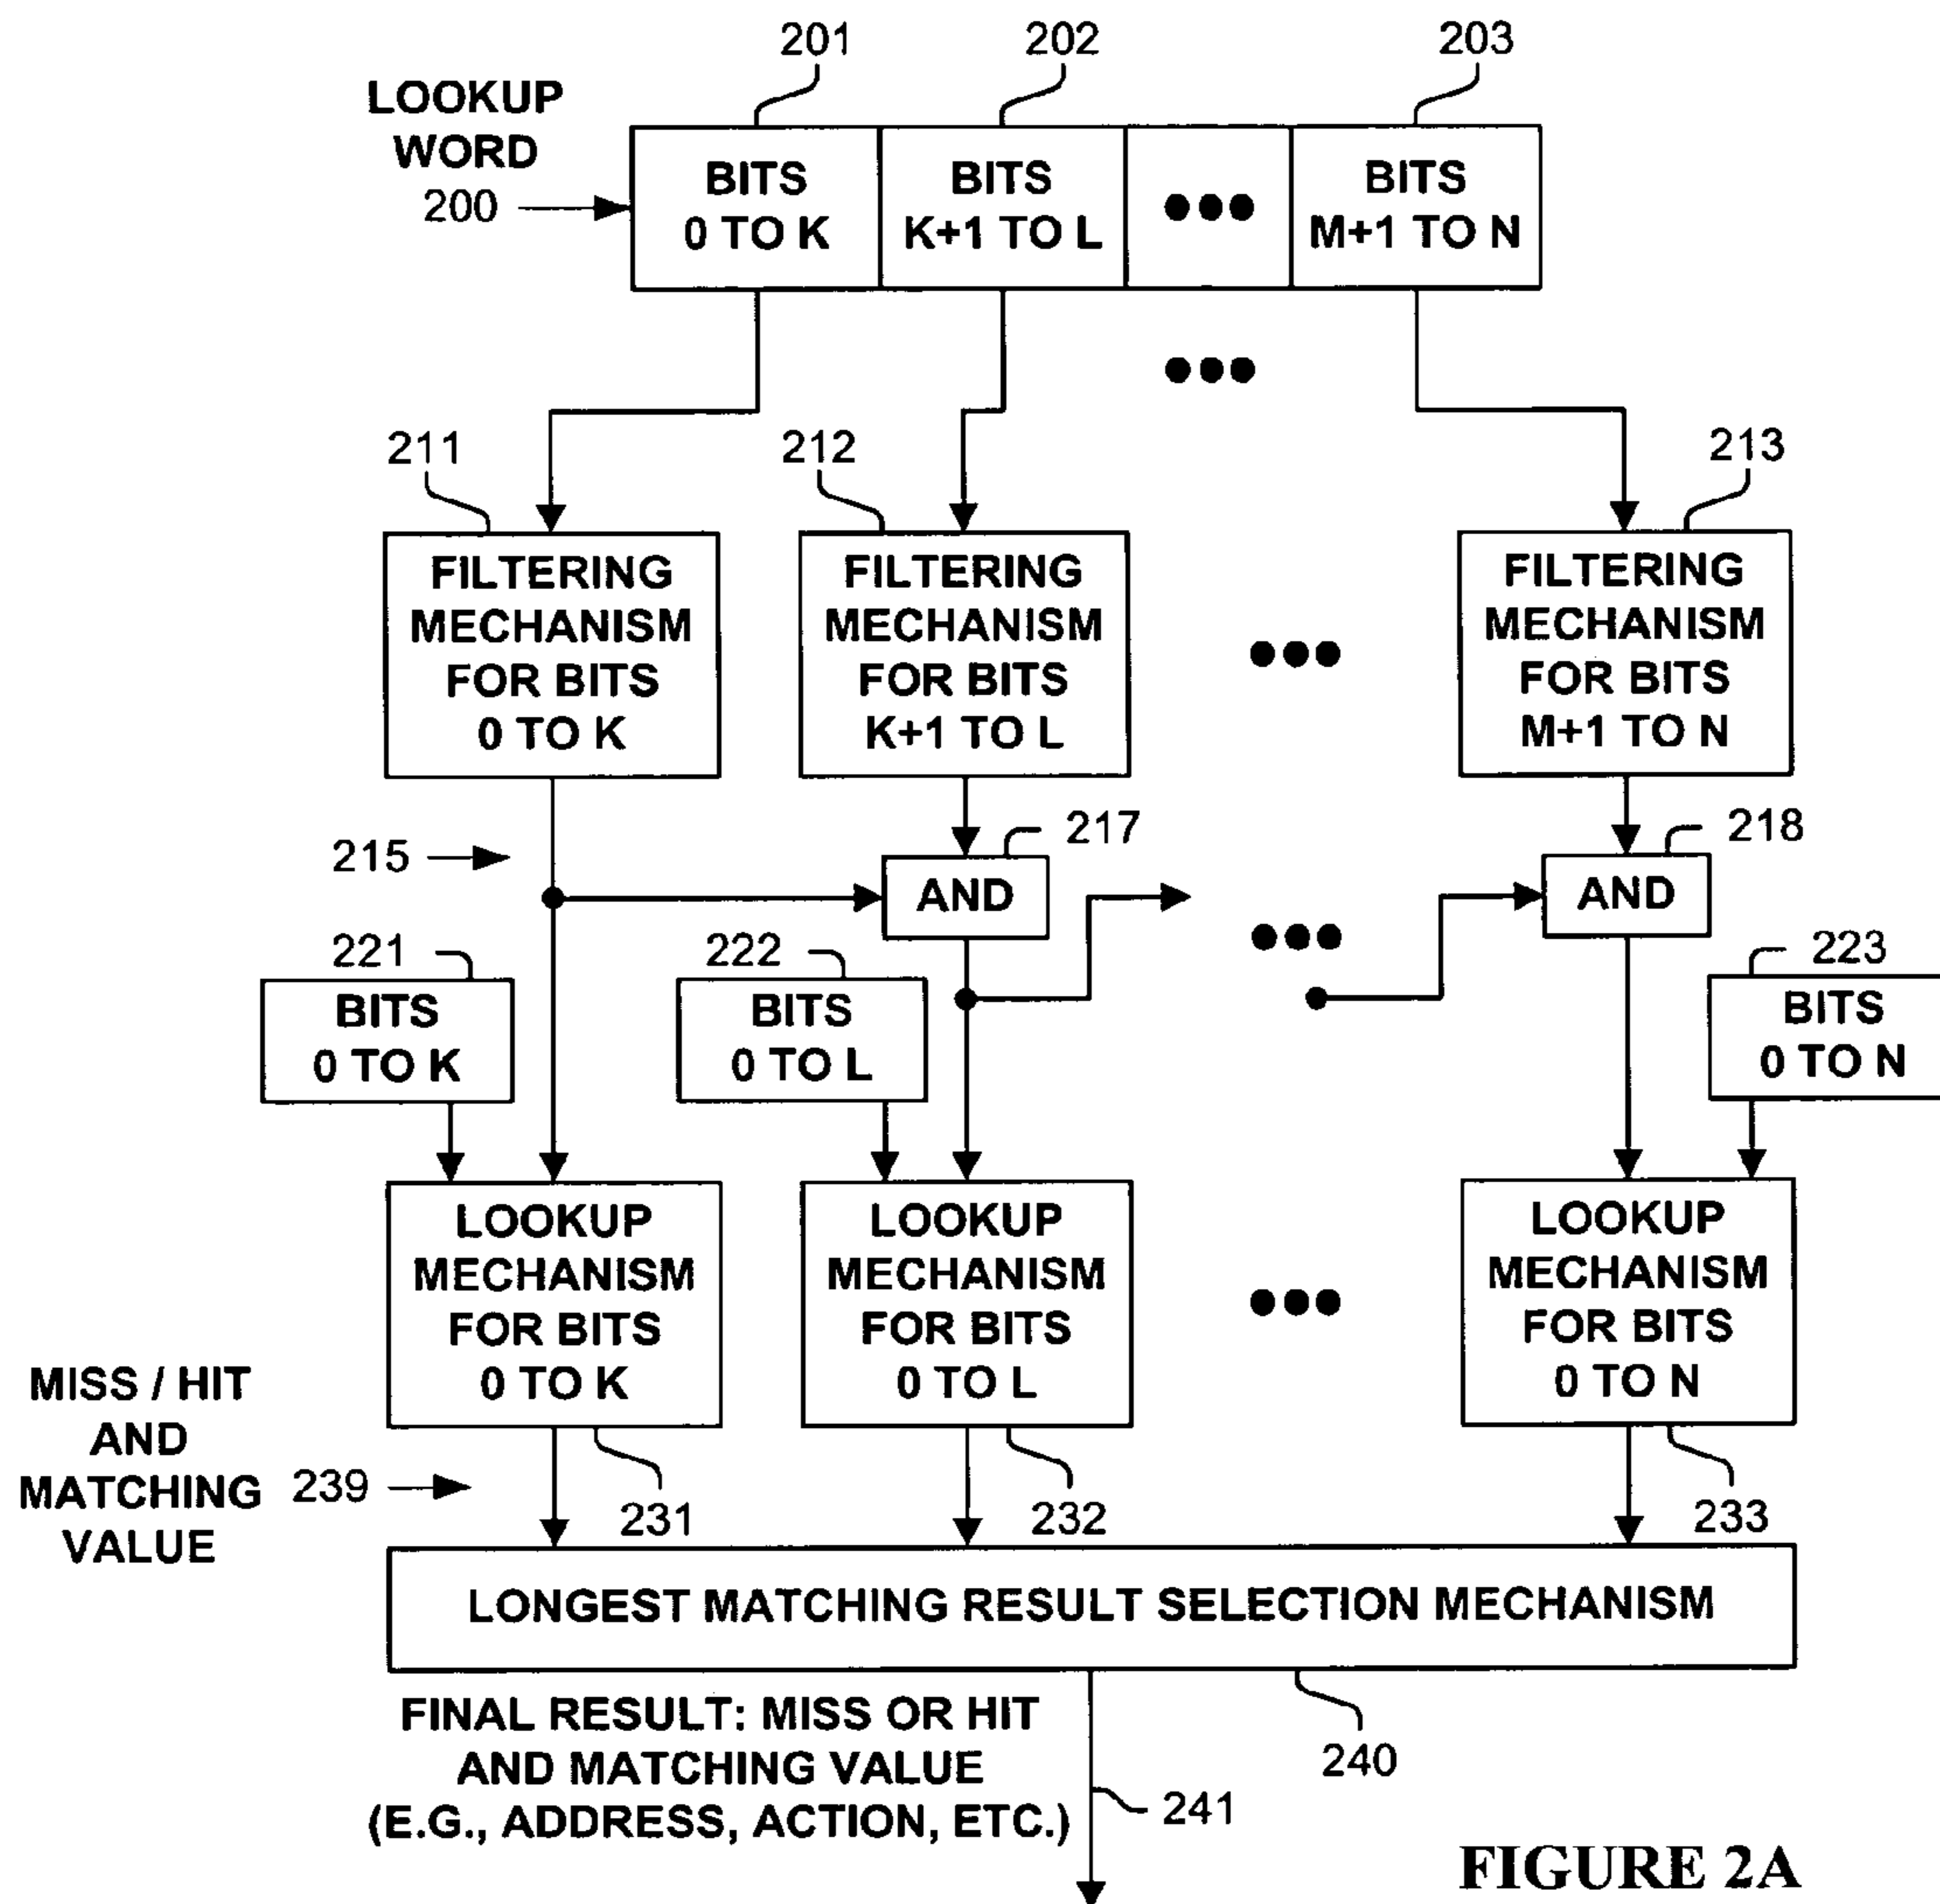 201
202
203
LOOKUP
WORD
200
BITS
0 TO K
BITS
K+1 TO L
BITS
M+1 TO N
211
212
213
FILTERING
MECHANISM
FOR BITS
0 TO K
FILTERING
MECHANISM
FOR BITS
K+1 TO L
FILTERING
MECHANISM
FOR BITS
M+1 TO N
215
217
218
AND
AND
221
222
223
BITS
0 TO K
BITS
0 TO L
BITS
0 TO N
LOOKUP
MECHANISM
FOR BITS
0 TO K
LOOKUP
MECHANISM
FOR BITS
0 TO L
LOOKUP
MECHANISM
FOR BITS
0 TO N
MISS / HIT
AND
MATCHING
VALUE
239
231
232
233
LONGEST MATCHING RESULT SELECTION MECHANISM
FINAL RESULT: MISS OR HIT
AND MATCHING VALUE
(E.G., ADDRESS, ACTION, ETC.)
240
241
FIGURE 2A